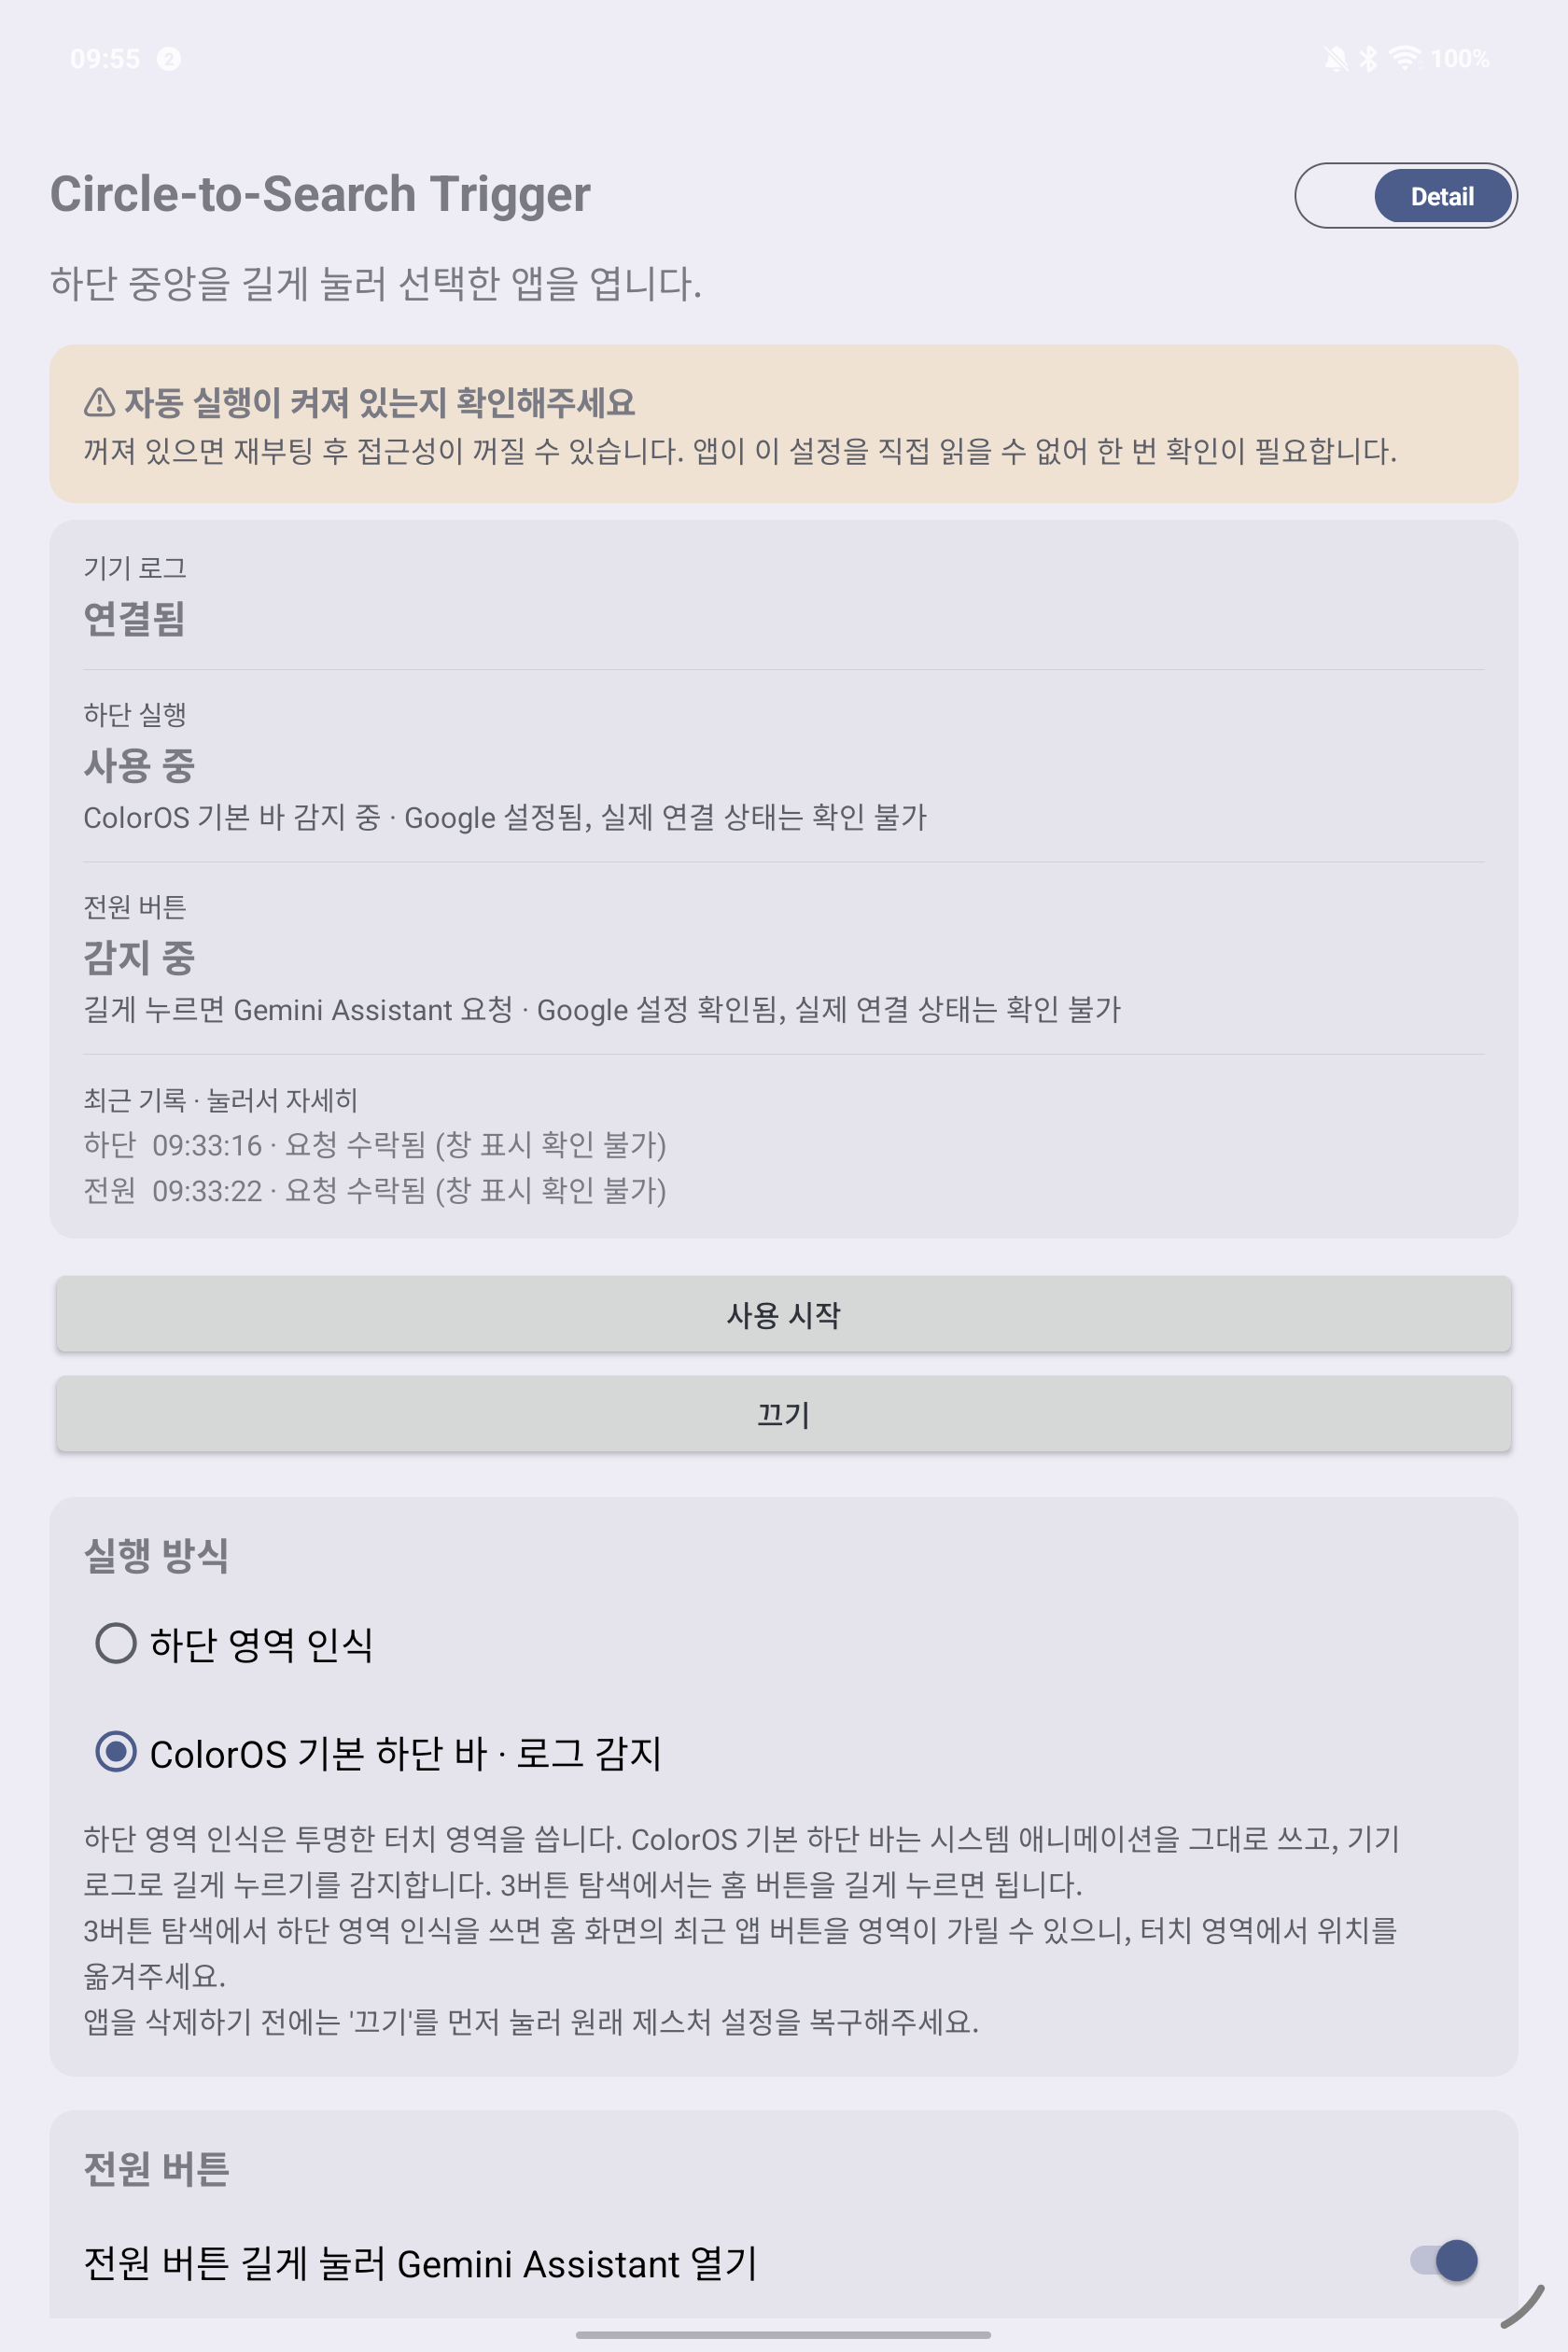 09:55 2 100%
Circle-to-Search Trigger
Detail
하단 중앙을 길게 눌러 선택한 앱을 엽니다.
⚠ 자동 실행이 켜져 있는지 확인해주세요
꺼져 있으면 재부팅 후 접근성이 꺼질 수 있습니다. 앱이 이 설정을 직접 읽을 수 없어 한 번 확인이 필요합니다.
기기 로그
연결됨
하단 실행
사용 중
ColorOS 기본 바 감지 중 · Google 설정됨, 실제 연결 상태는 확인 불가
전원 버튼
감지 중
길게 누르면 Gemini Assistant 요청 · Google 설정 확인됨, 실제 연결 상태는 확인 불가
최근 기록 · 눌러서 자세히
하단 09:33:16 · 요청 수락됨 (창 표시 확인 불가)
전원 09:33:22 · 요청 수락됨 (창 표시 확인 불가)
사용 시작
끄기
실행 방식
하단 영역 인식
ColorOS 기본 하단 바 · 로그 감지
하단 영역 인식은 투명한 터치 영역을 씁니다. ColorOS 기본 하단 바는 시스템 애니메이션을 그대로 쓰고, 기기
로그로 길게 누르기를 감지합니다. 3버튼 탐색에서는 홈 버튼을 길게 누르면 됩니다.
3버튼 탐색에서 하단 영역 인식을 쓰면 홈 화면의 최근 앱 버튼을 영역이 가릴 수 있으니, 터치 영역에서 위치를
옮겨주세요.
앱을 삭제하기 전에는 '끄기'를 먼저 눌러 원래 제스처 설정을 복구해주세요.
전원 버튼
전원 버튼 길게 눌러 Gemini Assistant 열기